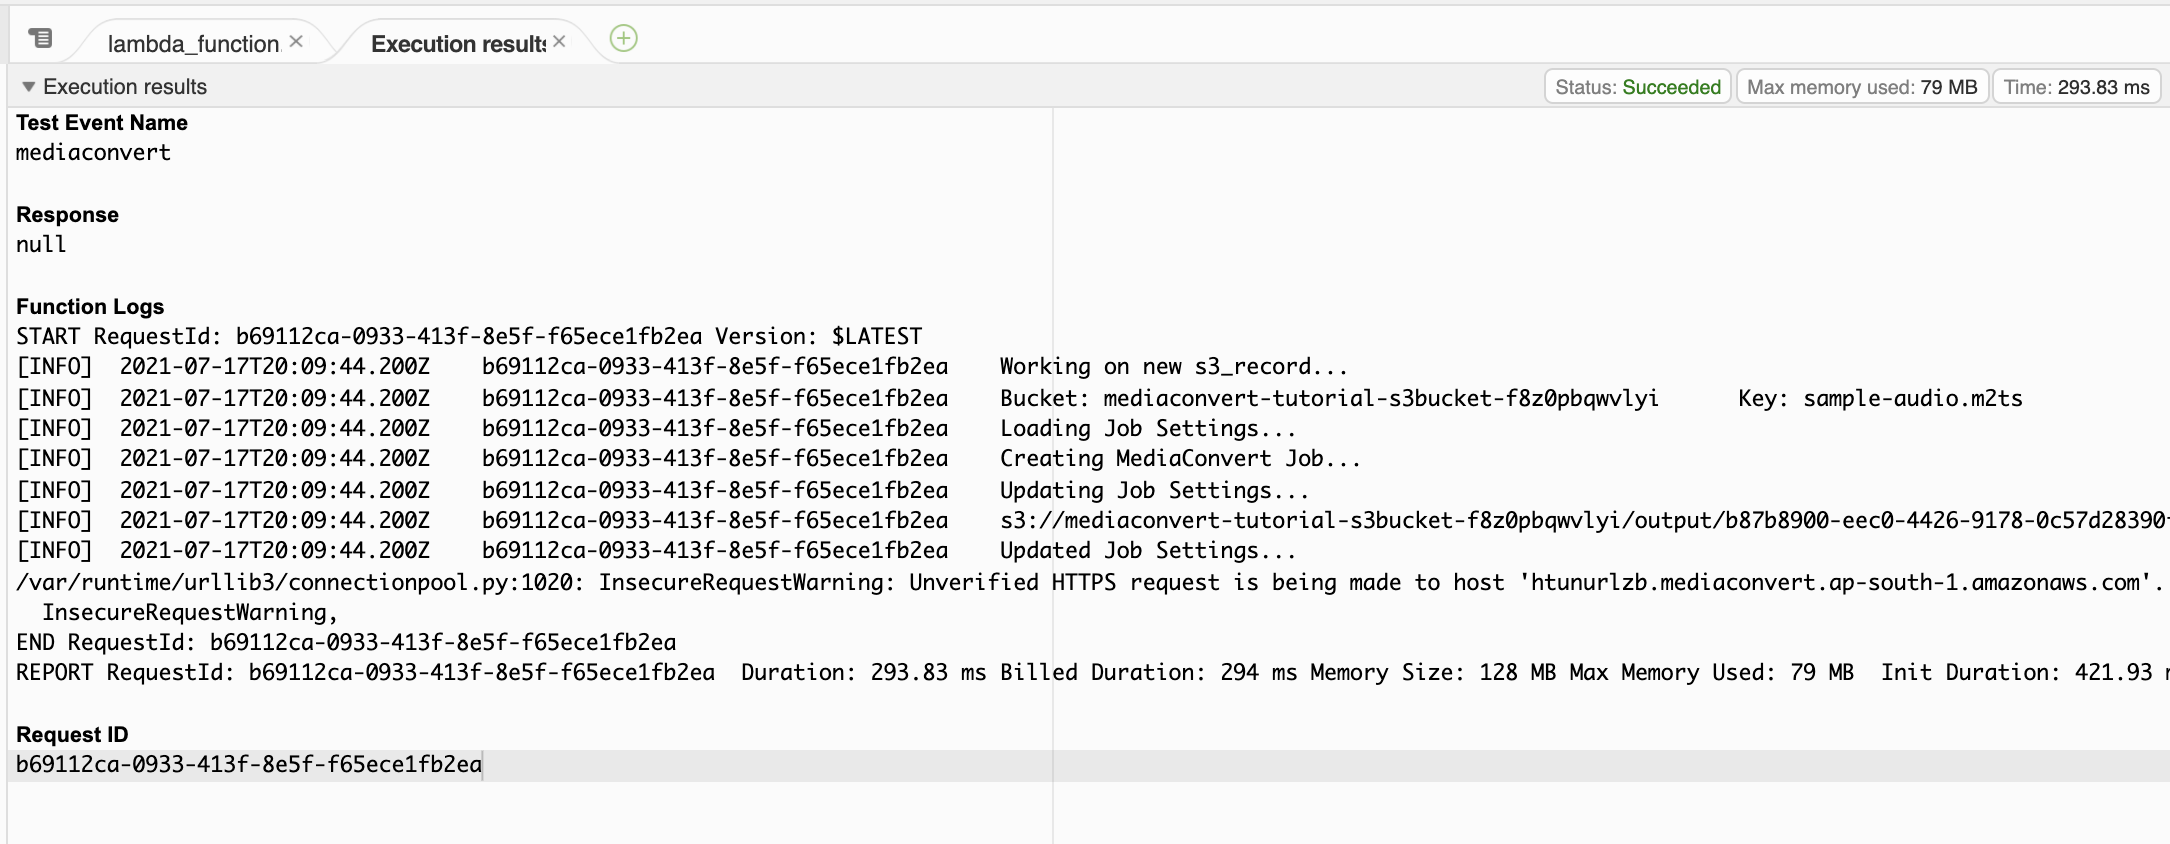 lambda_function.
Execution results
Execution results
Status: Succeeded Max memory used: 79 MB Time: 293.83 ms
Test Event Name
mediaconvert
Response
null
Function Logs
START RequestId: b69112ca-0933-413f-8e5f-f65ece1fb2ea Version: $LATEST
[INFO] 2021-07-17T20:09:44.200Z b69112ca-0933-413f-8e5f-f65ece1fb2ea Working on new s3_record...
[INFO] 2021-07-17T20:09:44.200Z b69112ca-0933-413f-8e5f-f65ece1fb2ea Bucket: mediaconvert-tutorial-s3bucket-f8z0pbqwvlyi Key: sample-audio.m2ts
[INFO] 2021-07-17T20:09:44.200Z b69112ca-0933-413f-8e5f-f65ece1fb2ea Loading Job Settings...
[INFO] 2021-07-17T20:09:44.200Z b69112ca-0933-413f-8e5f-f65ece1fb2ea Creating MediaConvert Job...
[INFO] 2021-07-17T20:09:44.200Z b69112ca-0933-413f-8e5f-f65ece1fb2ea Updating Job Settings...
[INFO] 2021-07-17T20:09:44.200Z b69112ca-0933-413f-8e5f-f65ece1fb2ea s3://mediaconvert-tutorial-s3bucket-f8z0pbqwvlyi/output/b87b8900-eec0-4426-9178-0c57d28390
[INFO] 2021-07-17T20:09:44.200Z b69112ca-0933-413f-8e5f-f65ece1fb2ea Updated Job Settings...
/var/runtime/urllib3/connectionpool.py:1020: InsecureRequestWarning: Unverified HTTPS request is being made to host 'htunurlzb.mediaconvert.ap-south-1.amazonaws.com'.
InsecureRequestWarning,
END RequestId: b69112ca-0933-413f-8e5f-f65ece1fb2ea
REPORT RequestId: b69112ca-0933-413f-8e5f-f65ece1fb2ea Duration: 293.83 ms Billed Duration: 294 ms Memory Size: 128 MB Max Memory Used: 79 MB Init Duration: 421.93
Request ID
b69112ca-0933-413f-8e5f-f65ece1fb2ea